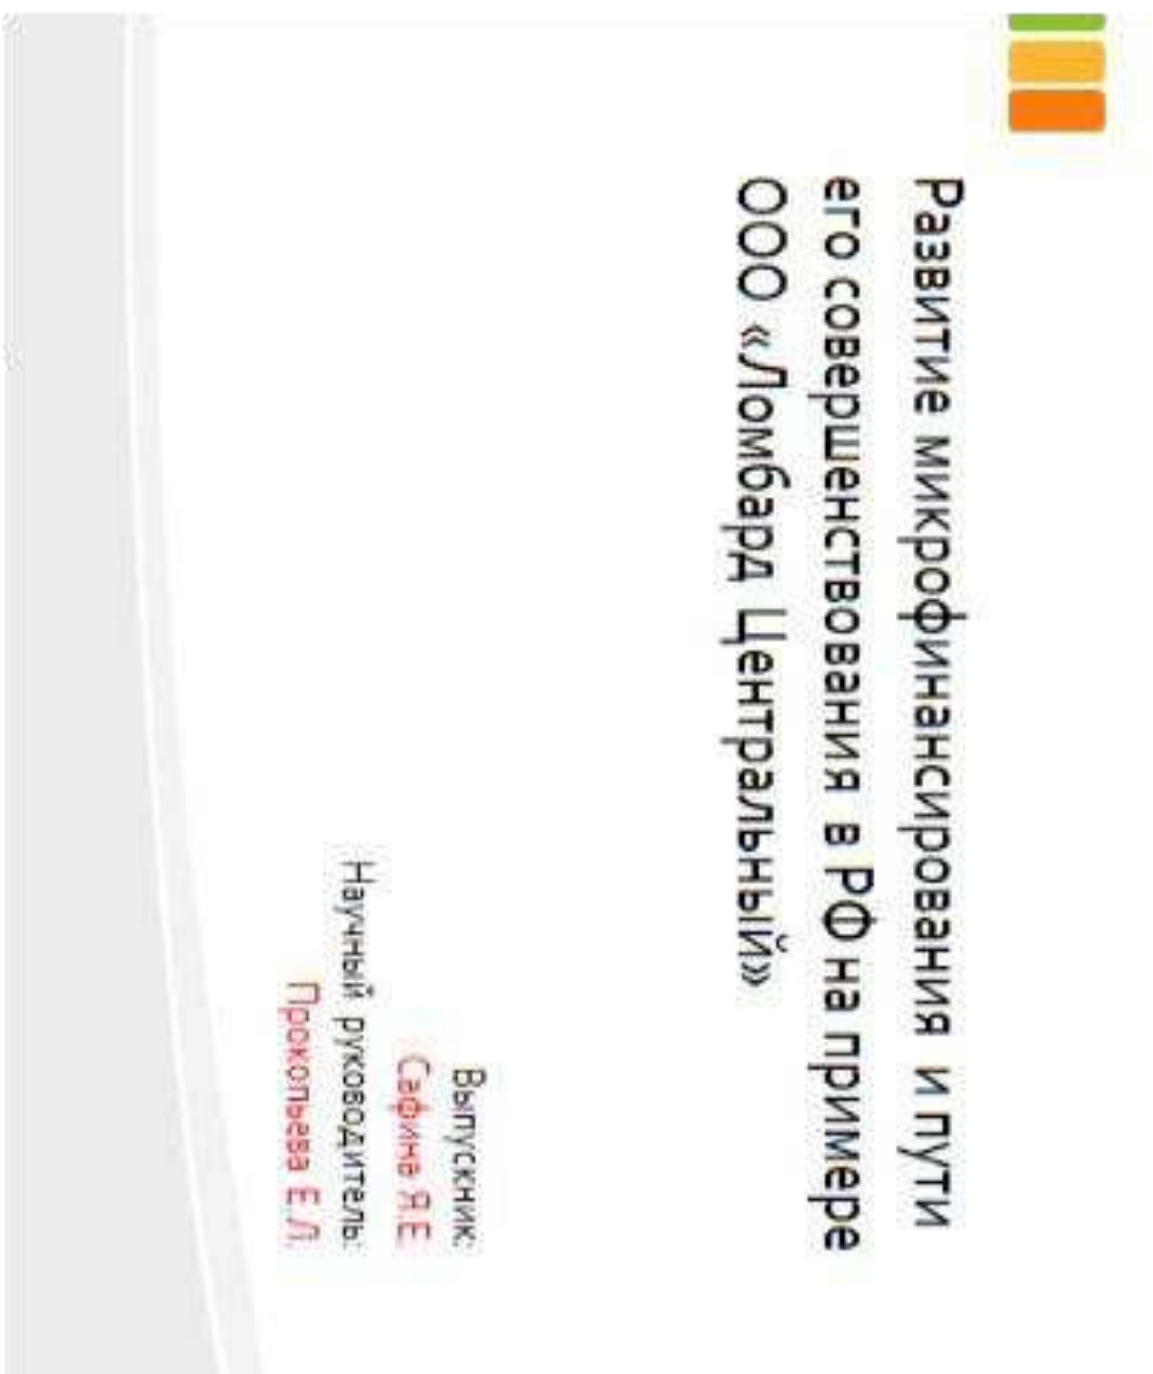 Развитие микрофинансирования и пути
его совершенствования в РФ на примере
ООО «Ломбард Центральный»
Выпускник:
Сафина Я.Е
Научный руководитель:
Прокопьева Е.Л.